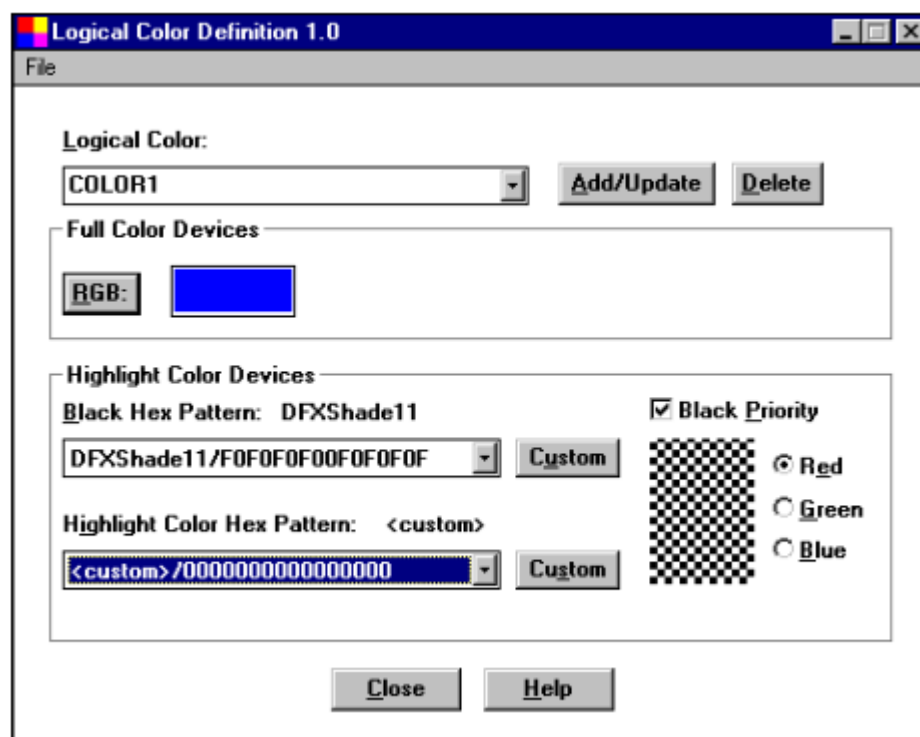 Logical Color Definition 1.0
File
Logical Color:
COLOR1
Add/Update
Delete
Full Color Devices
RGB:
Highlight Color Devices
Black Hex Pattern: DFXShade11
Black Priority
DFXShade11/F0F0F0F00F0F0F0F
Custom
Red
Green
Highlight Color Hex Pattern: <custom>
Blue
<custom>/0000000000000000
Custom
Close
Help